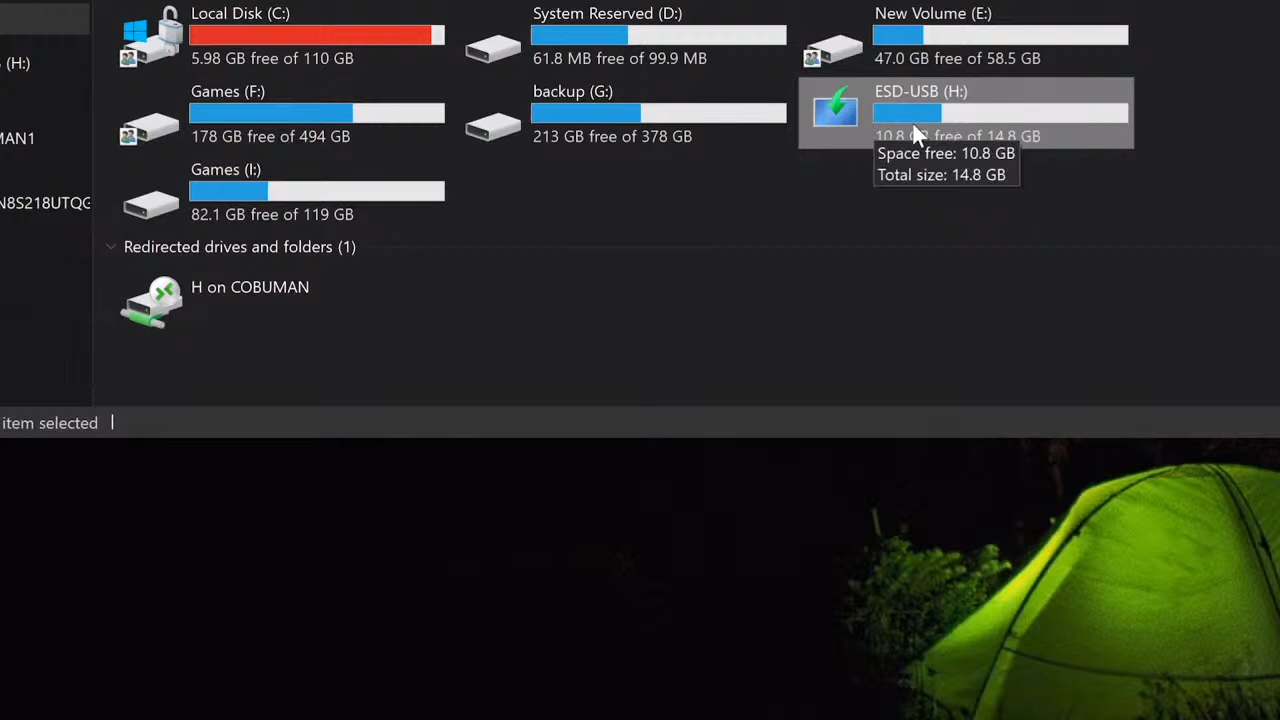 Local Disk (C:)
5.98 GB free of 110 GB
System Reserved (D:)
61.8 MB free of 99.9 MB
New Volume (E:)
47.0 GB free of 58.5 GB
(H:)
Games (F:)
178 GB free of 494 GB
backup (G:)
213 GB free of 378 GB
ESD-USB (H:)
10.8 GB free of 14.8 GB
Space free: 10.8 GB
Total size: 14.8 GB
MAN1
Games (I:)
82.1 GB free of 119 GB
N8S218UTQG
Redirected drives and folders (1)
H on COBUMAN
item selected